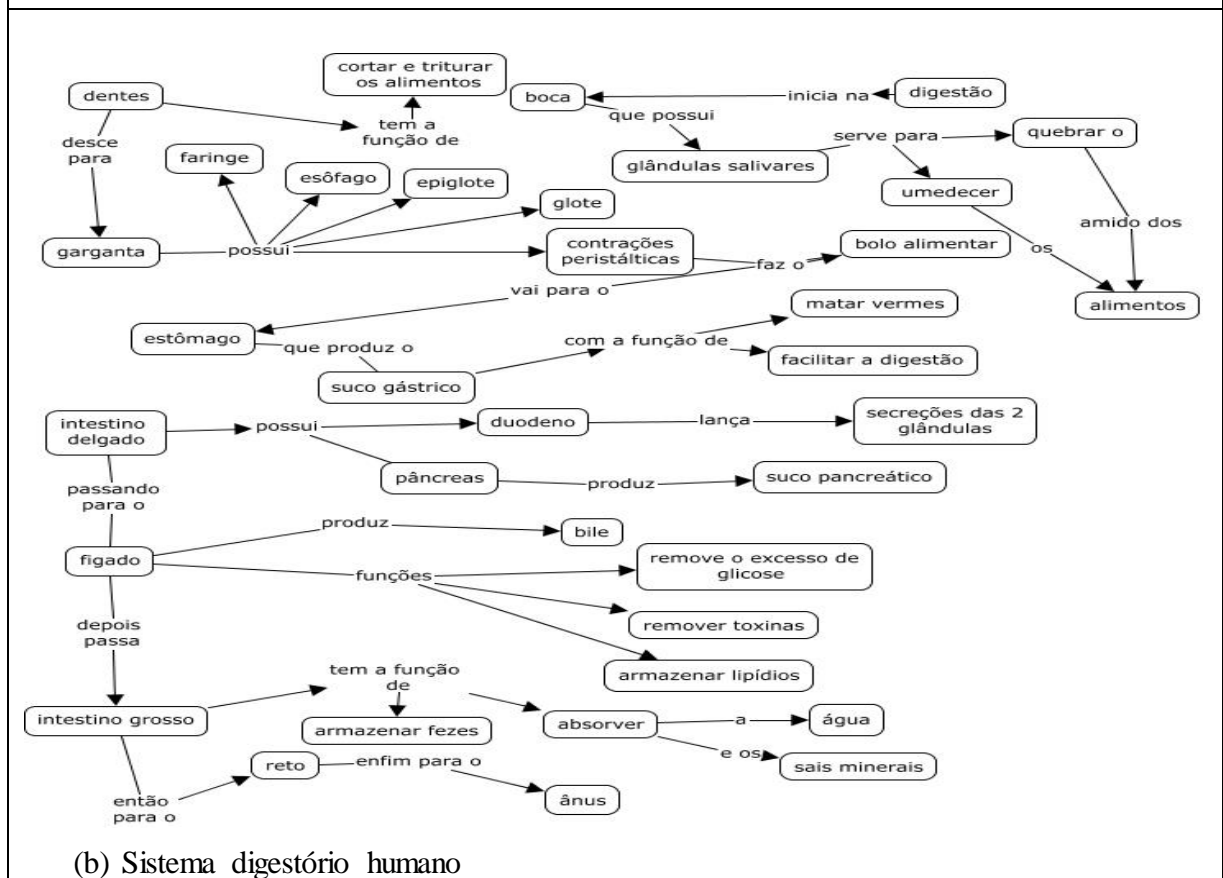 cortar e triturar
os alimentos
dentes
boca
inicia na
digestão
que possui
tem a
função de
desce
para
serve para
quebrar o
faringe
esôfago
epiglote
glândulas salivares
umedecer
glote
amido dos
garganta
possui
contrações
peristálticas
faz o
bolo alimentar
os
vai para o
matar vermes
alimentos
estômago
que produz o
com a função de
facilitar a digestão
suco gástrico
intestino
delgado
possui
duodeno
lança
secreções das 2
glândulas
pâncreas
produz
suco pancreático
passando
para o
produz
bile
figado
funções
remove o excesso de
glicose
remover toxinas
depois
passa
armazenar lipídios
tem a função
de
intestino grosso
armazenar fezes
absorver
a
água
e os
sais minerais
reto
enfim para o
ânus
então
para o
(b) Sistema digestório humano